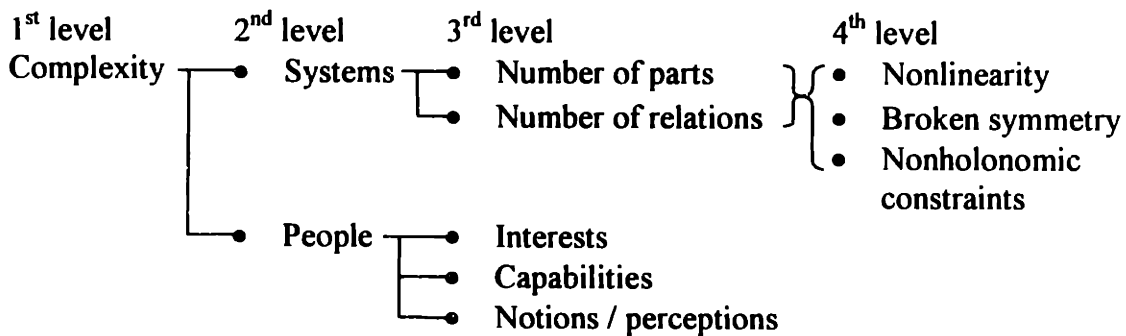 1st level 2nd level 3rd level 4th level
Complexity • Systems • Number of parts • Nonlinearity
• Number of relations • Broken symmetry
• Nonholonomic
constraints
• People • Interests
• Capabilities
• Notions / perceptions